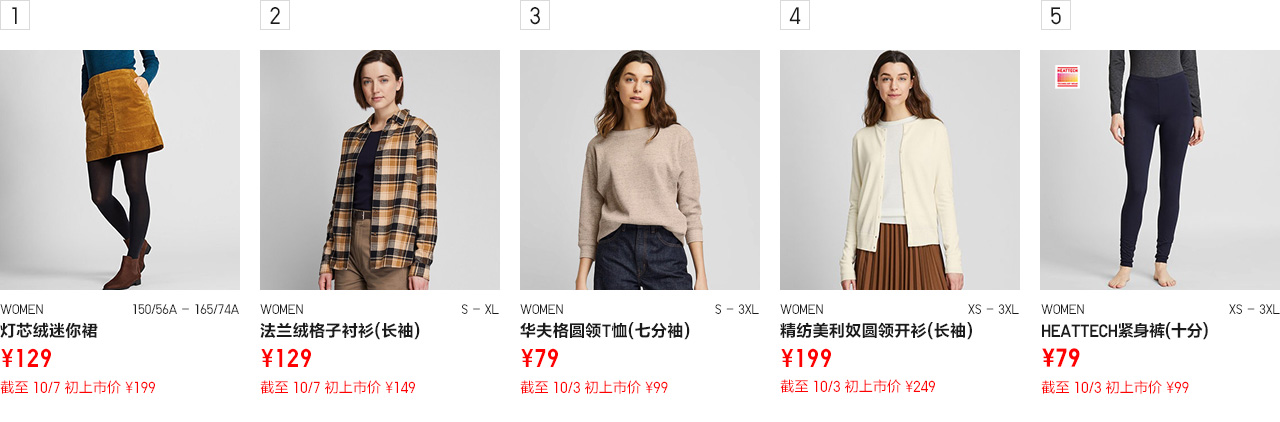 1
2
3
4
5
HEATTECH
WOMEN 150/56A – 165/74A
灯芯绒迷你裙
¥129
截至 10/7 初上市价 ¥199
WOMEN S – XL
法兰绒格子衬衫(长袖)
¥129
截至 10/7 初上市价 ¥149
WOMEN S – 3XL
华夫格圆领T恤(七分袖)
¥79
截至 10/3 初上市价 ¥99
WOMEN XS – 3XL
精纺美利奴圆领开衫(长袖)
¥199
截至 10/3 初上市价 ¥249
WOMEN XS – 3XL
HEATTECH紧身裤(十分)
¥79
截至 10/3 初上市价 ¥99